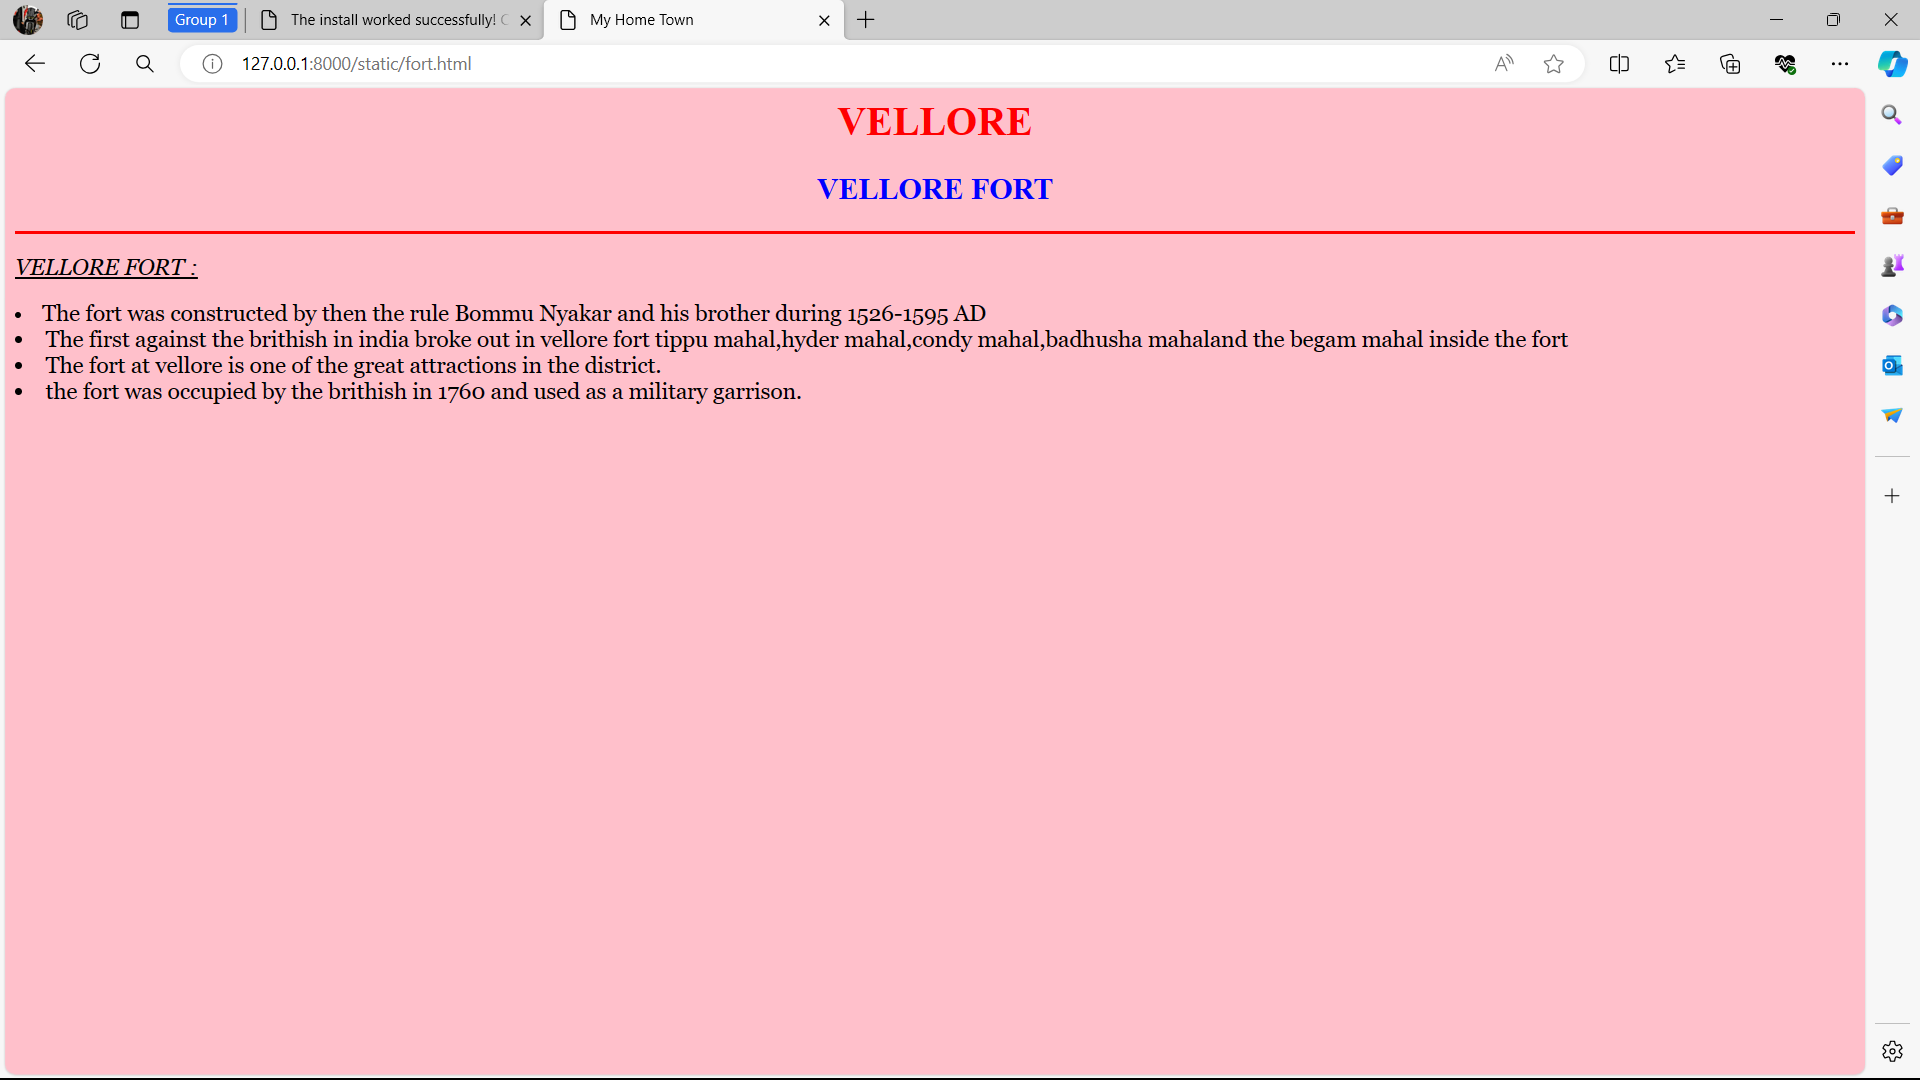 Group 1
The install worked successfully!
My Home Town
127.0.0.1:8000/static/fort.html
VELLORE
VELLORE FORT
VELLORE FORT :
• The fort was constructed by then the rule Bommu Nyakar and his brother during 1526-1595 AD
• The first against the brithish in india broke out in vellore fort tippu mahal,hyder mahal,condy mahal,badhusha mahaland the begam mahal inside the fort
• The fort at vellore is one of the great attractions in the district.
• the fort was occupied by the brithish in 1760 and used as a military garrison.